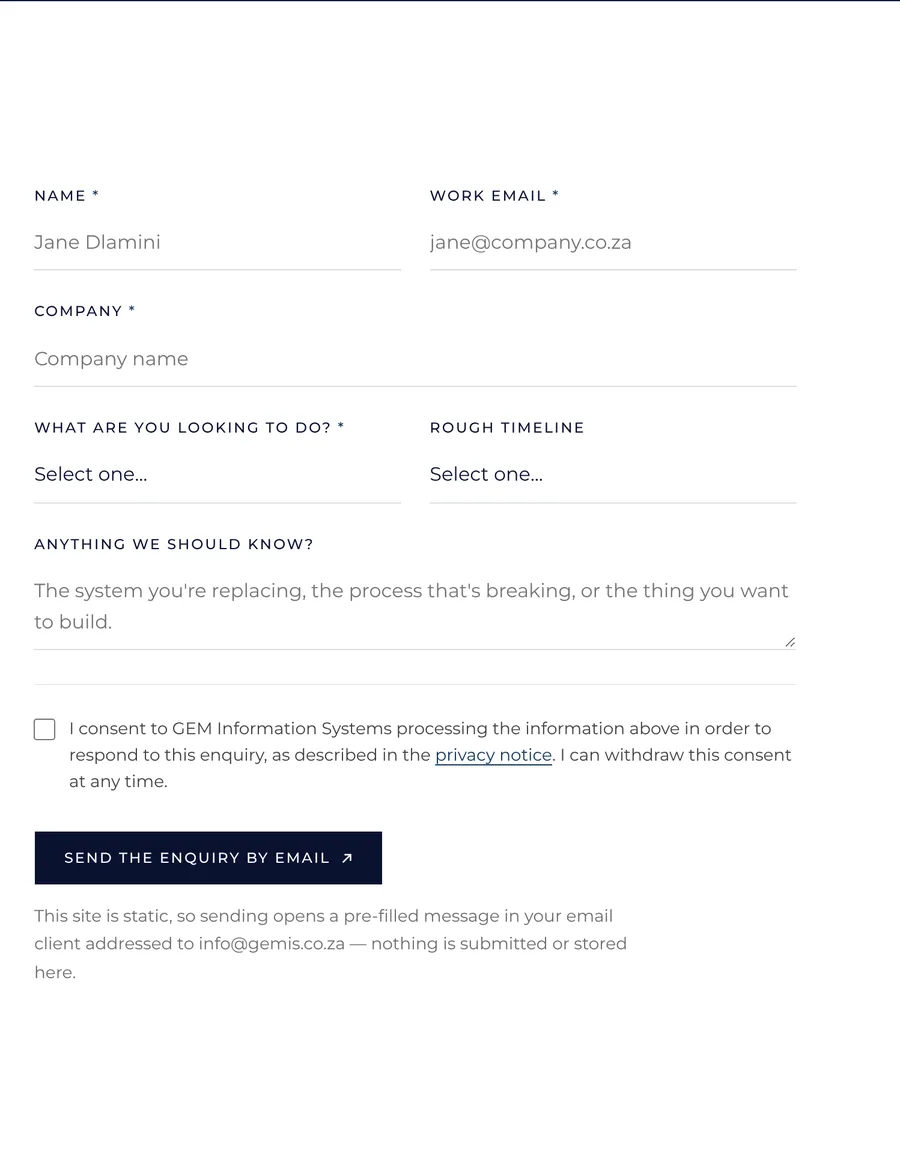 NAME *
WORK EMAIL *
Jane Dlamini
jane@company.co.za
COMPANY *
Company name
WHAT ARE YOU LOOKING TO DO? *
ROUGH TIMELINE
Select one...
Select one...
ANYTHING WE SHOULD KNOW?
The system you're replacing, the process that's breaking, or the thing you want
to build.
I consent to GEM Information Systems processing the information above in order to
respond to this enquiry, as described in the privacy notice. I can withdraw this consent
at any time.
SEND THE ENQUIRY BY EMAIL ↗
This site is static, so sending opens a pre-filled message in your email
client addressed to info@gemis.co.za — nothing is submitted or stored
here.